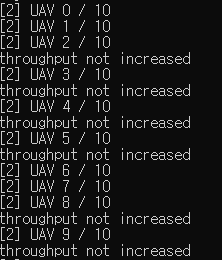 [2] UAV 0 / 10
[2] UAV 1 / 10
[2] UAV 2 / 10
throughput not increased
[2] UAV 3 / 10
throughput not increased
[2] UAV 4 / 10
throughput not increased
[2] UAV 5 / 10
throughput not increased
[2] UAV 6 / 10
[2] UAV 7 / 10
[2] UAV 8 / 10
throughput not increased
[2] UAV 9 / 10
throughput not increased